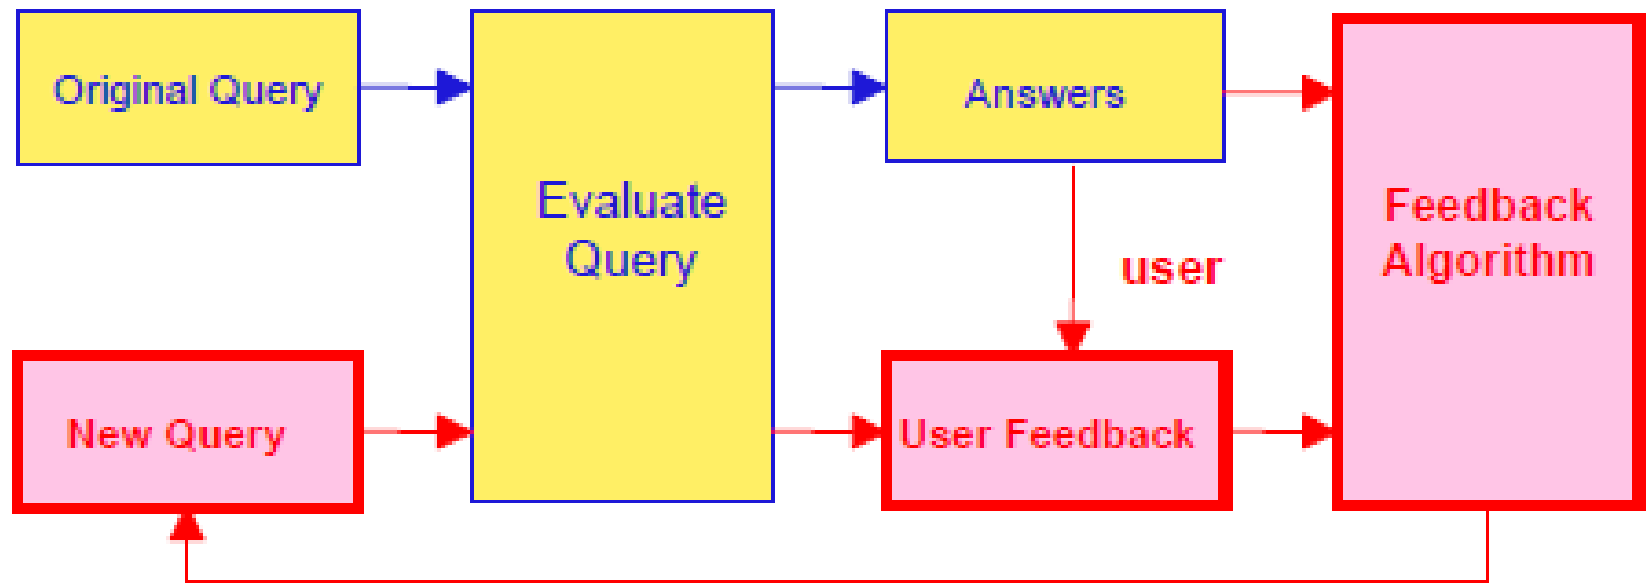 Original Query
Evaluate
Query
Answers
Feedback
Algorithm
user
New Query
User Feedback